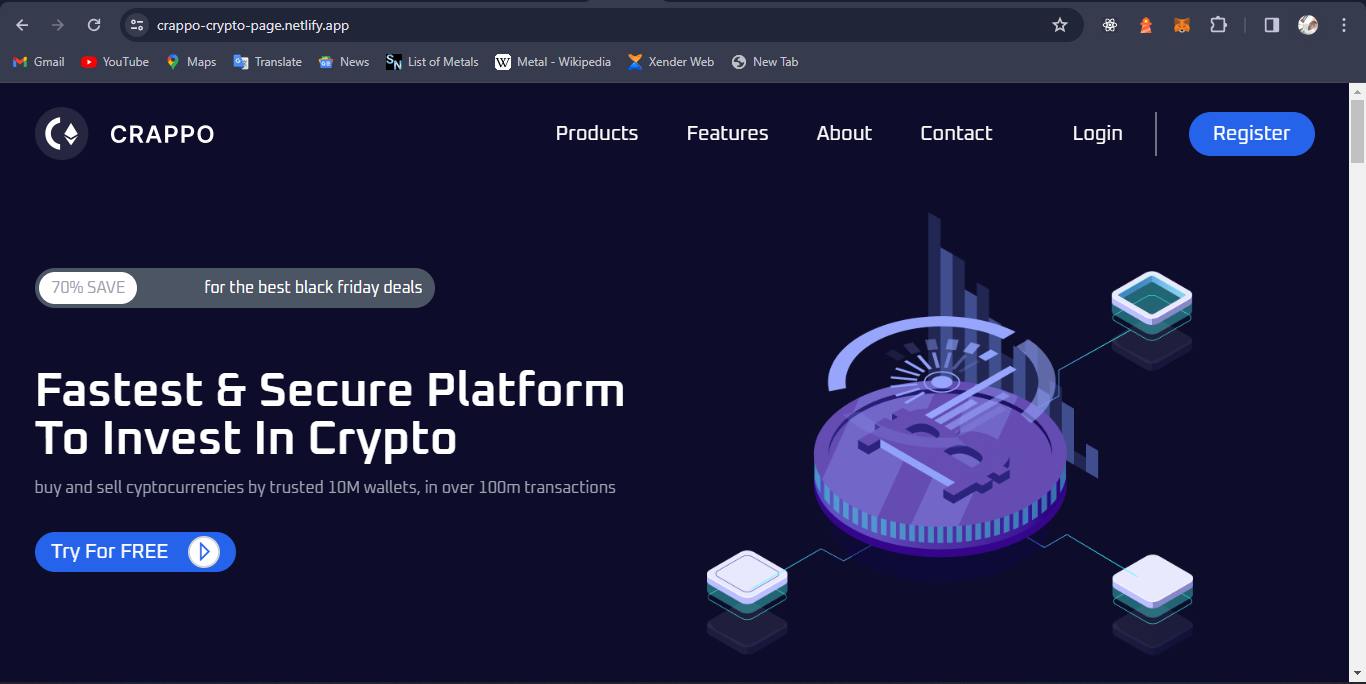 crappo-crypto-page.netlify.app
Gmail YouTube Maps Translate News List of Metals Metal - Wikipedia Xender Web New Tab
CRAPPO Products Features About Contact Login Register
70% SAVE for the best black friday deals
Fastest & Secure Platform
To Invest In Crypto
buy and sell cyptocurrencies by trusted 10M wallets, in over 100m transactions
Try For FREE